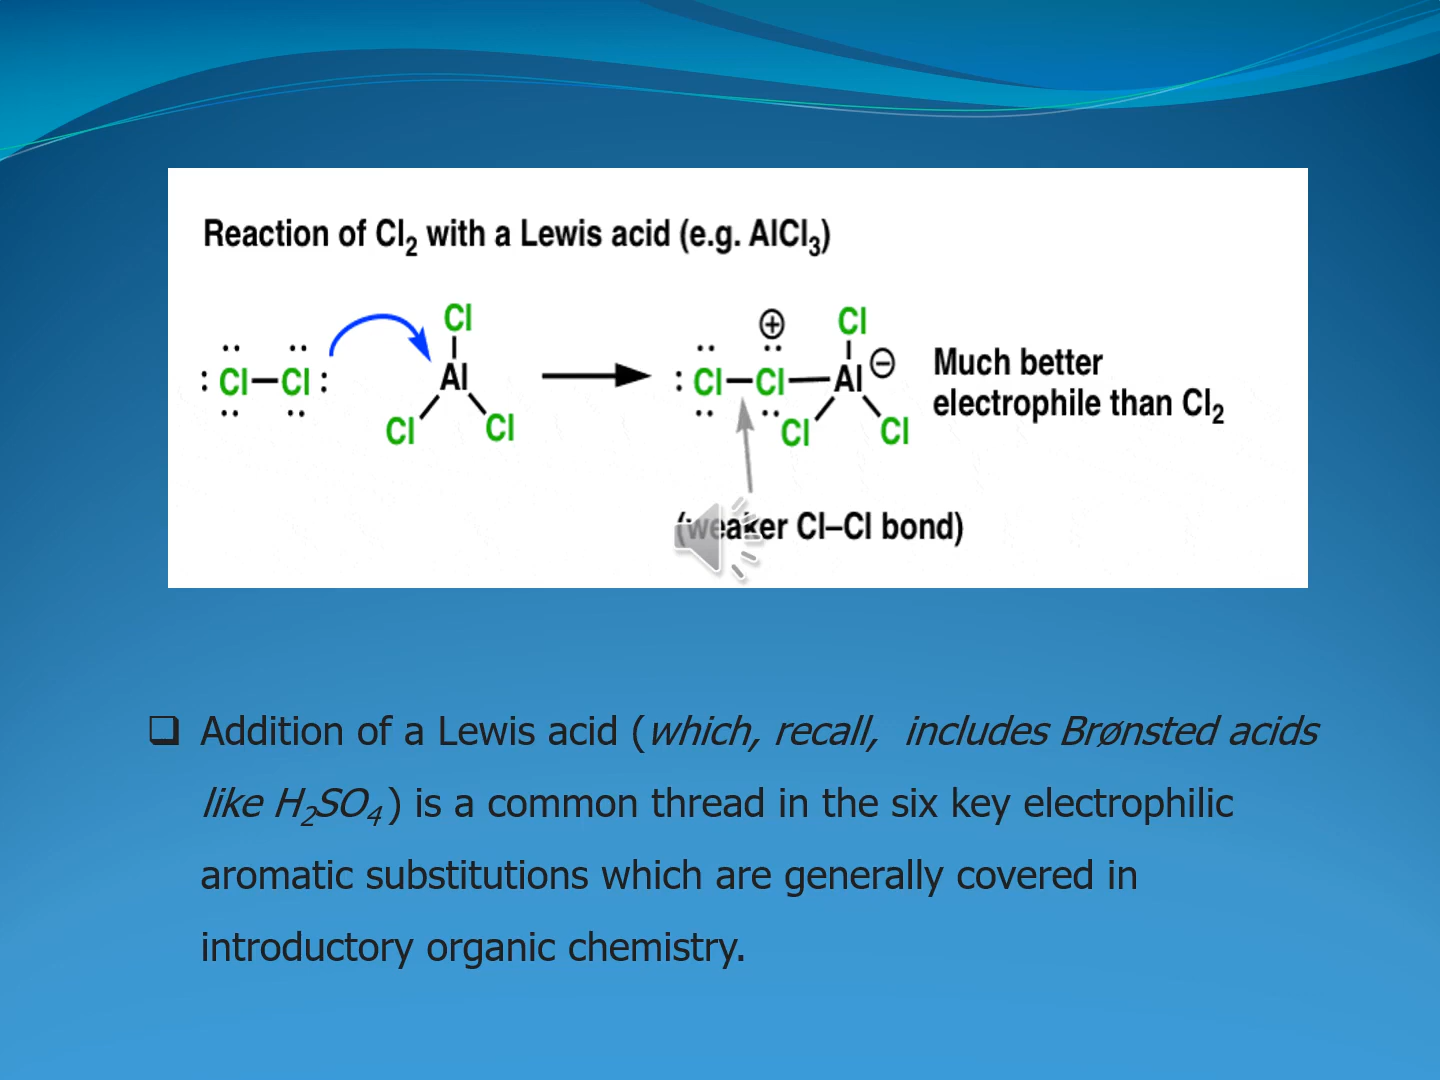 Reaction of Cl₂ with a Lewis acid (e.g. AlCl₃)
Cl Cl
:Cl—Cl: Al :Cl—Cl—Al ⊕ ⊖ Much better
electrophile than Cl₂
Cl Cl Cl Cl
(weaker Cl–Cl bond)
❑ Addition of a Lewis acid (which, recall, includes Brønsted acids
like H₂SO₄) is a common thread in the six key electrophilic
aromatic substitutions which are generally covered in
introductory organic chemistry.